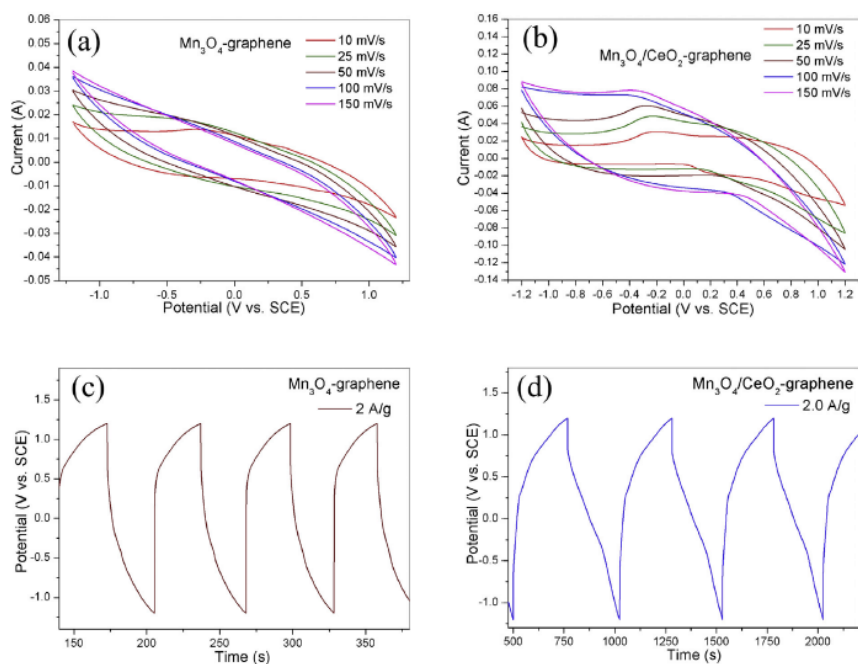 (a)
Mn₃O₄-graphene
10 mV/s
25 mV/s
50 mV/s
100 mV/s
150 mV/s
0.06
0.05
0.04
0.03
0.02
0.01
0.00
-0.01
-0.02
-0.03
-0.04
-0.05
Current (A)
-1.0
-0.5
0.0
0.5
1.0
Potential (V vs. SCE)
(b)
Mn₃O₄/CeO₂-graphene
10 mV/s
25 mV/s
50 mV/s
100 mV/s
150 mV/s
0.16
0.14
0.12
0.10
0.08
0.06
0.04
0.02
0.00
-0.02
-0.04
-0.06
-0.08
-0.10
-0.12
-0.14
Current (A)
-1.2
-1.0
-0.8
-0.6
-0.4
-0.2
0.0
0.2
0.4
0.6
0.8
1.0
1.2
Potential (V vs. SCE)
(c)
Mn₃O₄-graphene
2 A/g
1.0
0.5
0.0
-0.5
-1.0
Potential (V vs. SCE)
150
200
250
300
350
Time (s)
(d)
Mn₃O₄/CeO₂-graphene
2.0 A/g
1.0
0.5
0.0
-0.5
-1.0
Potential (V vs. SCE)
500
750
1000
1250
1500
1750
2000
Time (s)